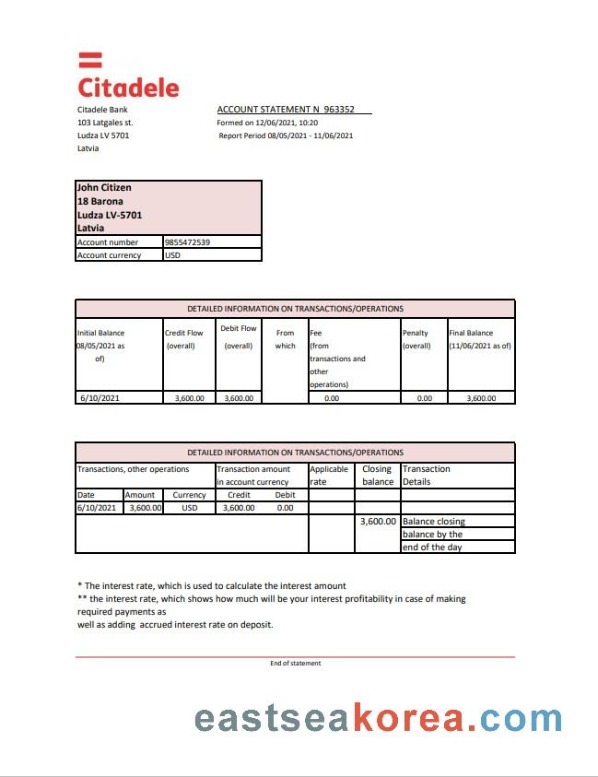 Citadele
Citadele Bank
103 Latgales st.
Ludza LV 5701
Latvia
ACCOUNT STATEMENT N 963352
Formed on 12/06/2021, 10:20
Report Period 08/05/2021 - 11/06/2021
John Citizen
18 Barona
Ludza LV-5701
Latvia
Account number 9855472539
Account currency USD
DETAILED INFORMATION ON TRANSACTIONS/OPERATIONS
Initial Balance
08/05/2021 as
of)
Credit Flow
(overall)
Debit Flow
(overall)
From
which
Fee
(from
transactions and
other
operations)
Penalty
(overall)
Final Balance
(11/06/2021 as of)
6/10/2021 3,600.00 3,600.00 0.00 0.00 3,600.00
DETAILED INFORMATION ON TRANSACTIONS/OPERATIONS
Transactions, other operations
Transaction amount
in account currency
Applicable
rate
Closing
balance
Transaction
Details
Date Amount Currency Credit Debit
6/10/2021 3,600.00 USD 3,600.00 0.00
3,600.00 Balance closing
balance by the
end of the day
* The interest rate, which is used to calculate the interest amount
** the interest rate, which shows how much will be your interest profitability in case of making
required payments as
well as adding accrued interest rate on deposit.
End of statement
eastseakorea.com